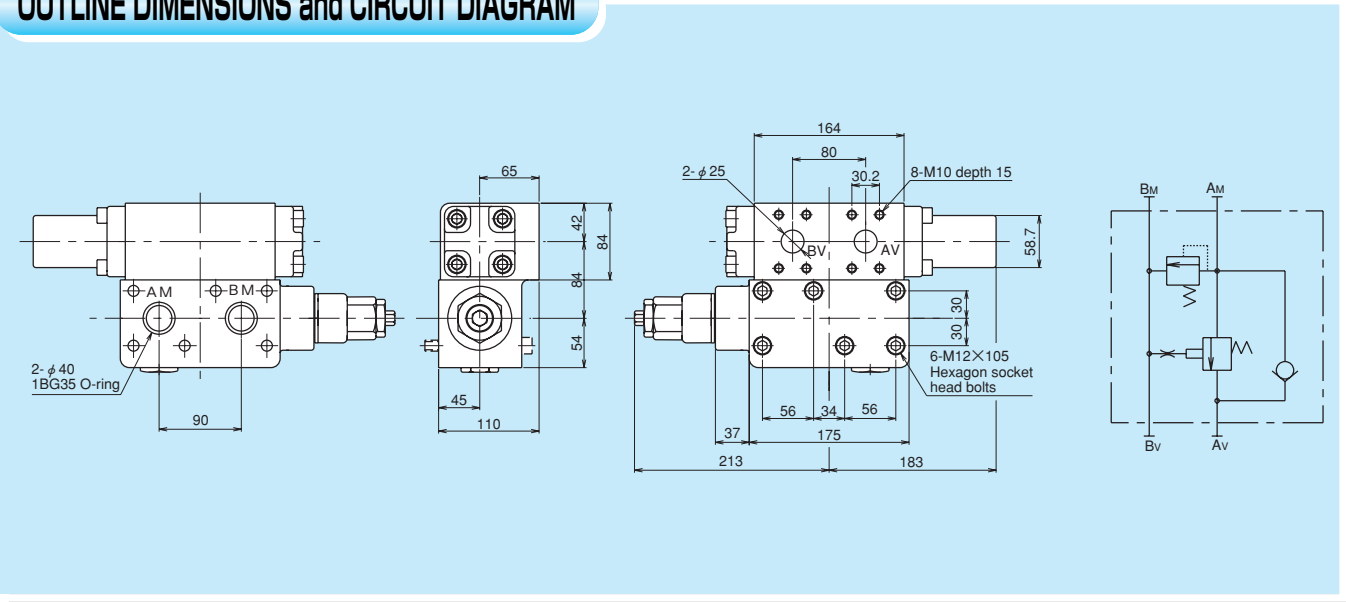 OUTLINE DIMENSIONS and CIRCUIT DIAGRAM
AM
BM
2-φ40
1BG35 O-ring
90
65
42
84
84
54
45
110
164
80
30.2
2-φ25
8-M10 depth 15
BV
AV
58.7
30
30
6-M12×105
Hexagon socket
head bolts
56
34
56
37
175
213
183
BM
AM
BV
AV